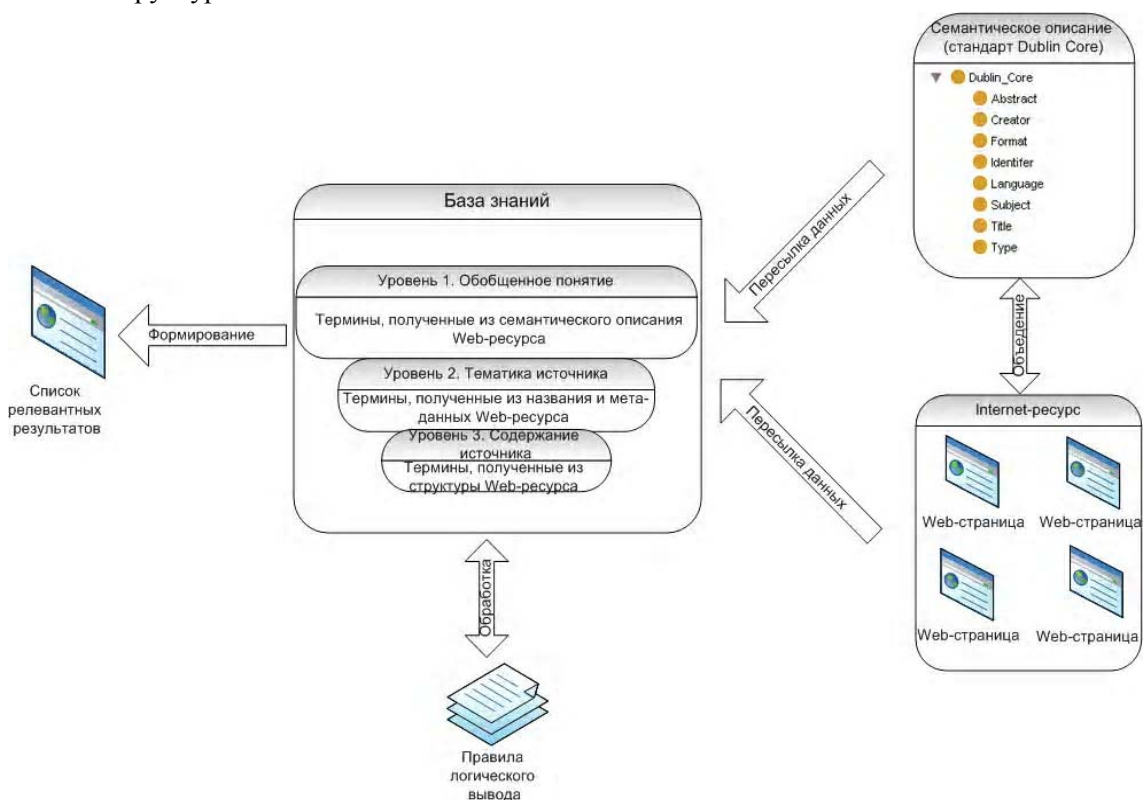 Семантическое описание
(стандарт Dublin Core)
Dublin_Core
Abstract
Creator
Format
Identifer
Language
Subject
Title
Type
База знаний
Уровень 1. Обобщенное понятие
Термины, полученные из семантического описания
Web-ресурса
Уровень 2. Тематика источника
Термины, полученные из названия и мета-
данных Web-ресурса
Уровень 3. Содержание
источника
Термины, полученные из
структуры Web-ресурса
Пересылка данных
Пересылка данных
Формирование
Список
релевантных
результатов
Объедение
Internet-ресурс
Web-страница
Web-страница
Web-страница
Web-страница
Обработка
Правила
логического
вывода